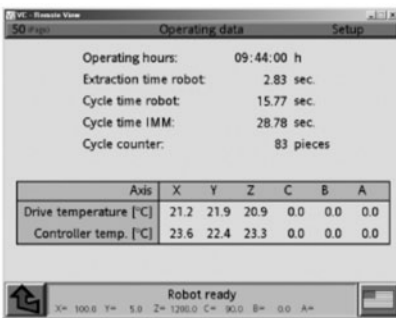 VC - Remote View
50 (Page) Operating data Setup
Operating hours: 09:44:00 h
Extraction time robot: 2.83 sec.
Cycle time robot: 15.77 sec.
Cycle time IMM: 28.78 sec.
Cycle counter: 83 pieces
Axis X Y Z C B A
Drive temperature [°C] 21.2 21.9 20.9 0.0 0.0 0.0
Controller temp. [°C] 23.6 22.4 23.3 0.0 0.0 0.0
Robot ready
X= 100.0 Y= 5.0 Z= 1280.0 C= 90.0 B= 0.0 A=